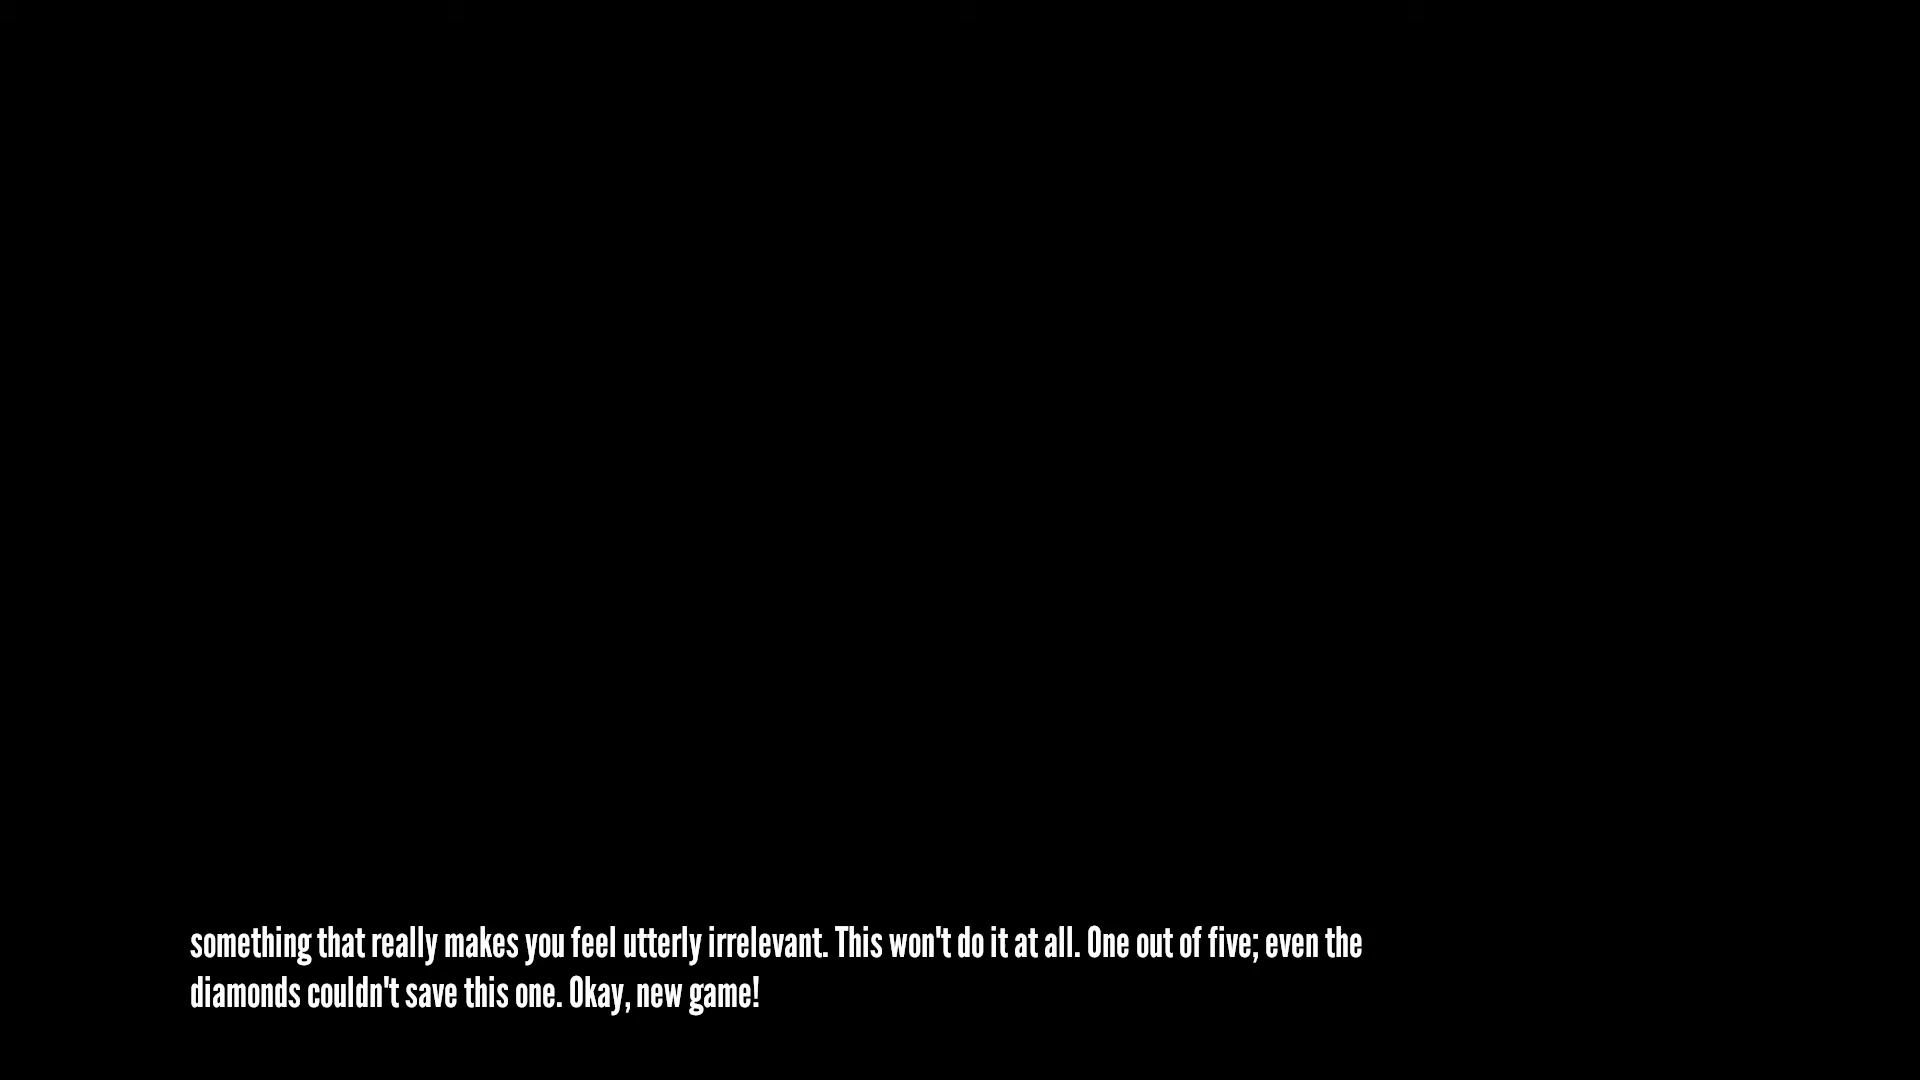 something that really makes you feel utterly irrelevant. This won't do it at all. One out of five; even the
diamonds couldn't save this one. Okay, new game!